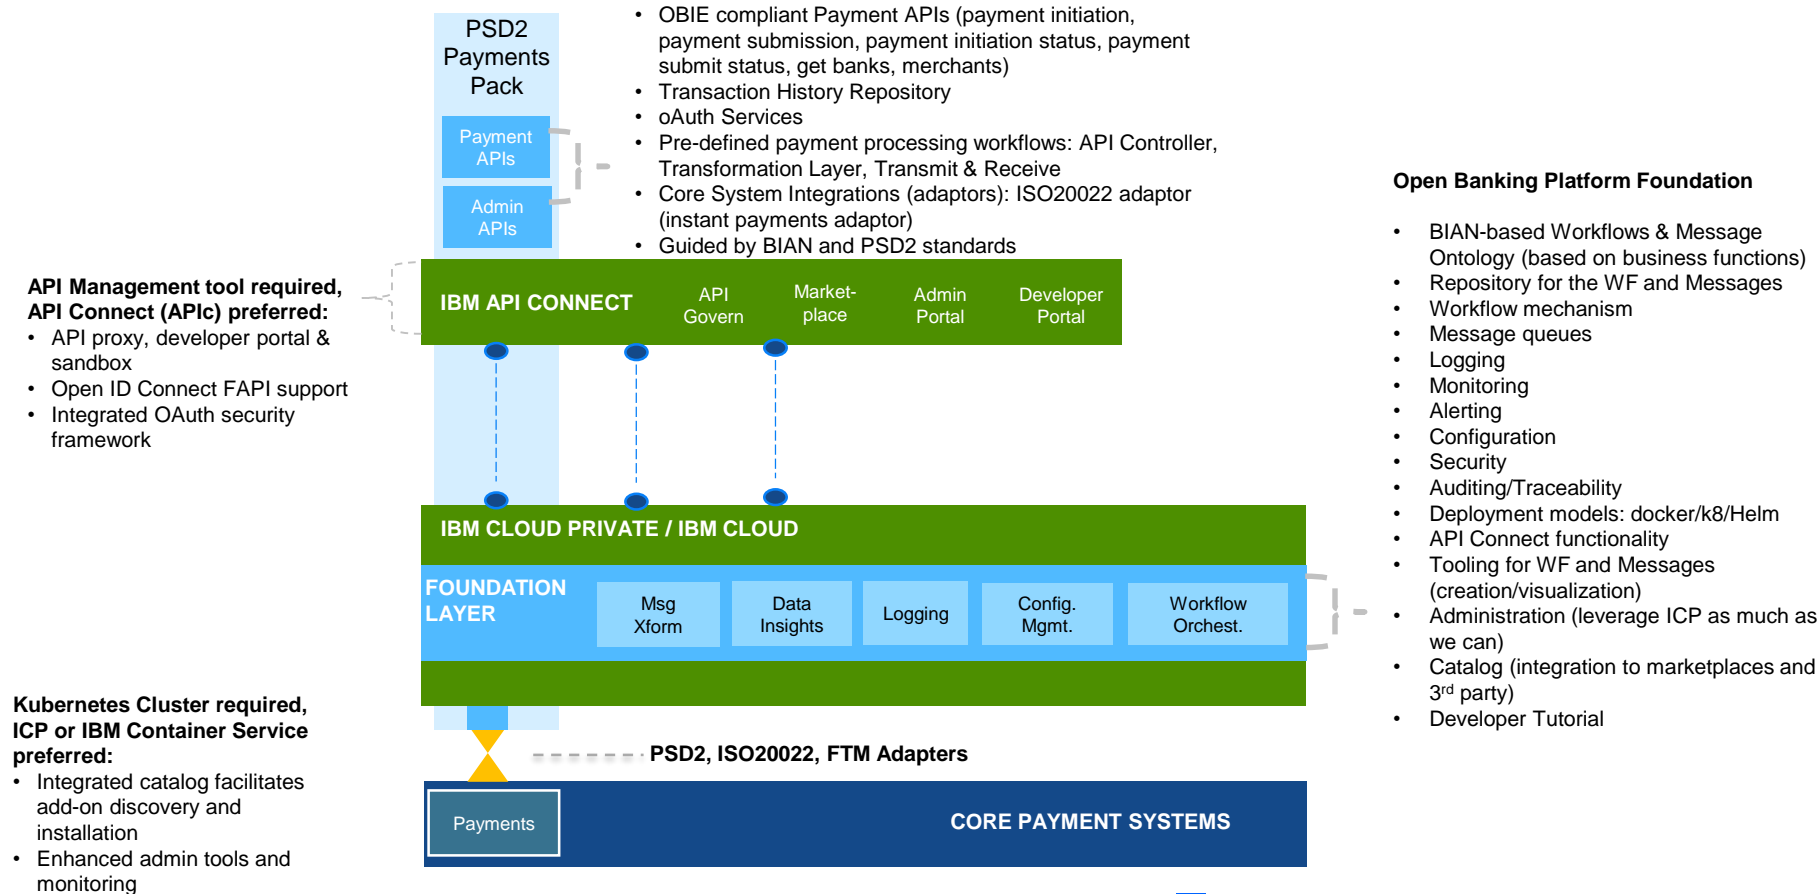 PSD2
Payments
Pack
Payment
APIs
Admin
APIs
• OBIE compliant Payment APIs (payment initiation,
payment submission, payment initiation status, payment
submit status, get banks, merchants)
• Transaction History Repository
• oAuth Services
• Pre-defined payment processing workflows: API Controller,
Transformation Layer, Transmit & Receive
• Core System Integrations (adaptors): ISO20022 adaptor
(instant payments adaptor)
• Guided by BIAN and PSD2 standards
API Management tool required,
API Connect (APIc) preferred:
• API proxy, developer portal &
sandbox
• Open ID Connect FAPI support
• Integrated OAuth security
framework
IBM API CONNECT
API
Govern
Market-
place
Admin
Portal
Developer
Portal
IBM CLOUD PRIVATE / IBM CLOUD
FOUNDATION
LAYER
Msg
Xform
Data
Insights
Logging
Config.
Mgmt.
Workflow
Orchest.
Open Banking Platform Foundation
• BIAN-based Workflows & Message
Ontology (based on business functions)
• Repository for the WF and Messages
• Workflow mechanism
• Message queues
• Logging
• Monitoring
• Alerting
• Configuration
• Security
• Auditing/Traceability
• Deployment models: docker/k8/Helm
• API Connect functionality
• Tooling for WF and Messages
(creation/visualization)
• Administration (leverage ICP as much as
we can)
• Catalog (integration to marketplaces and
3rd party)
• Developer Tutorial
Kubernetes Cluster required,
ICP or IBM Container Service
preferred:
• Integrated catalog facilitates
add-on discovery and
installation
• Enhanced admin tools and
monitoring
PSD2, ISO20022, FTM Adapters
Payments
CORE PAYMENT SYSTEMS